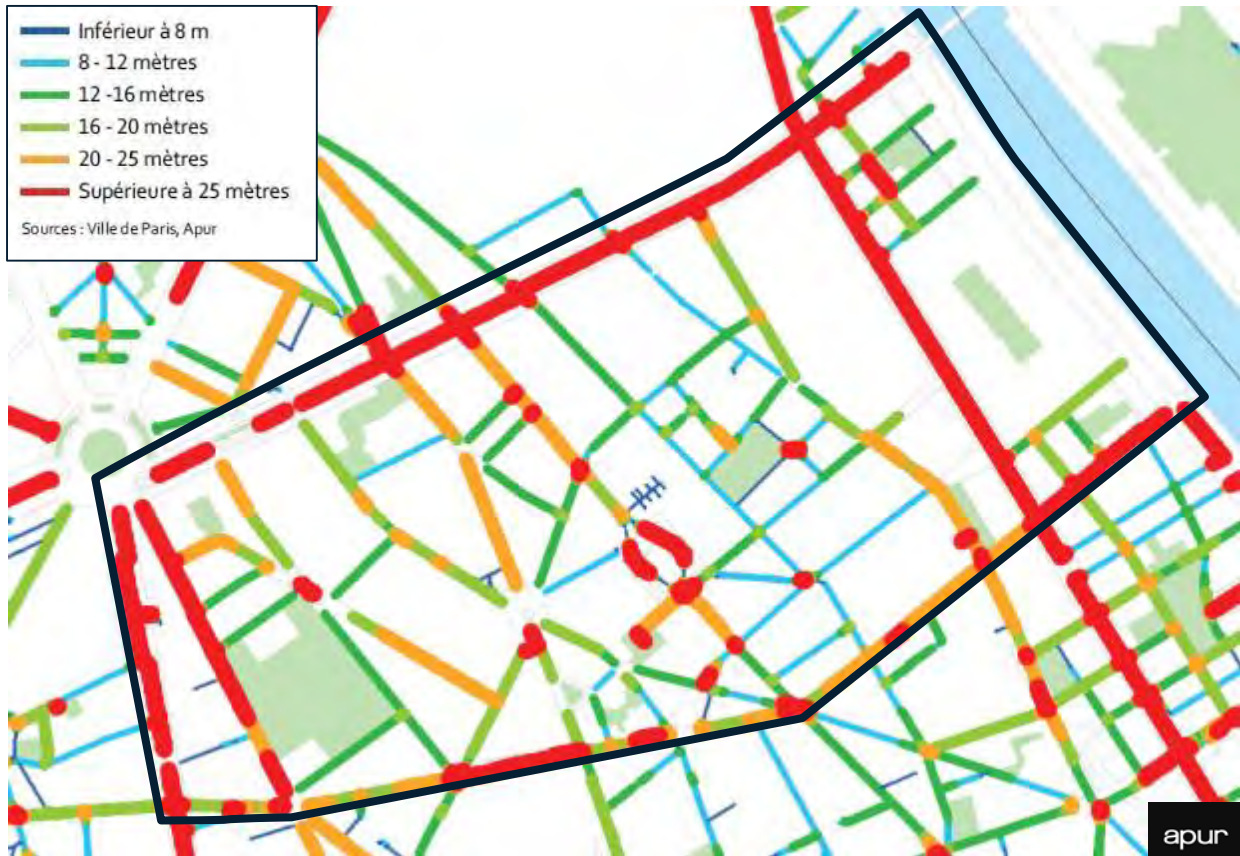 Inférieur à 8 m
8 - 12 mètres
12 -16 mètres
16 - 20 mètres
20 - 25 mètres
Supérieure à 25 mètres
Sources : Ville de Paris, Apur
apur